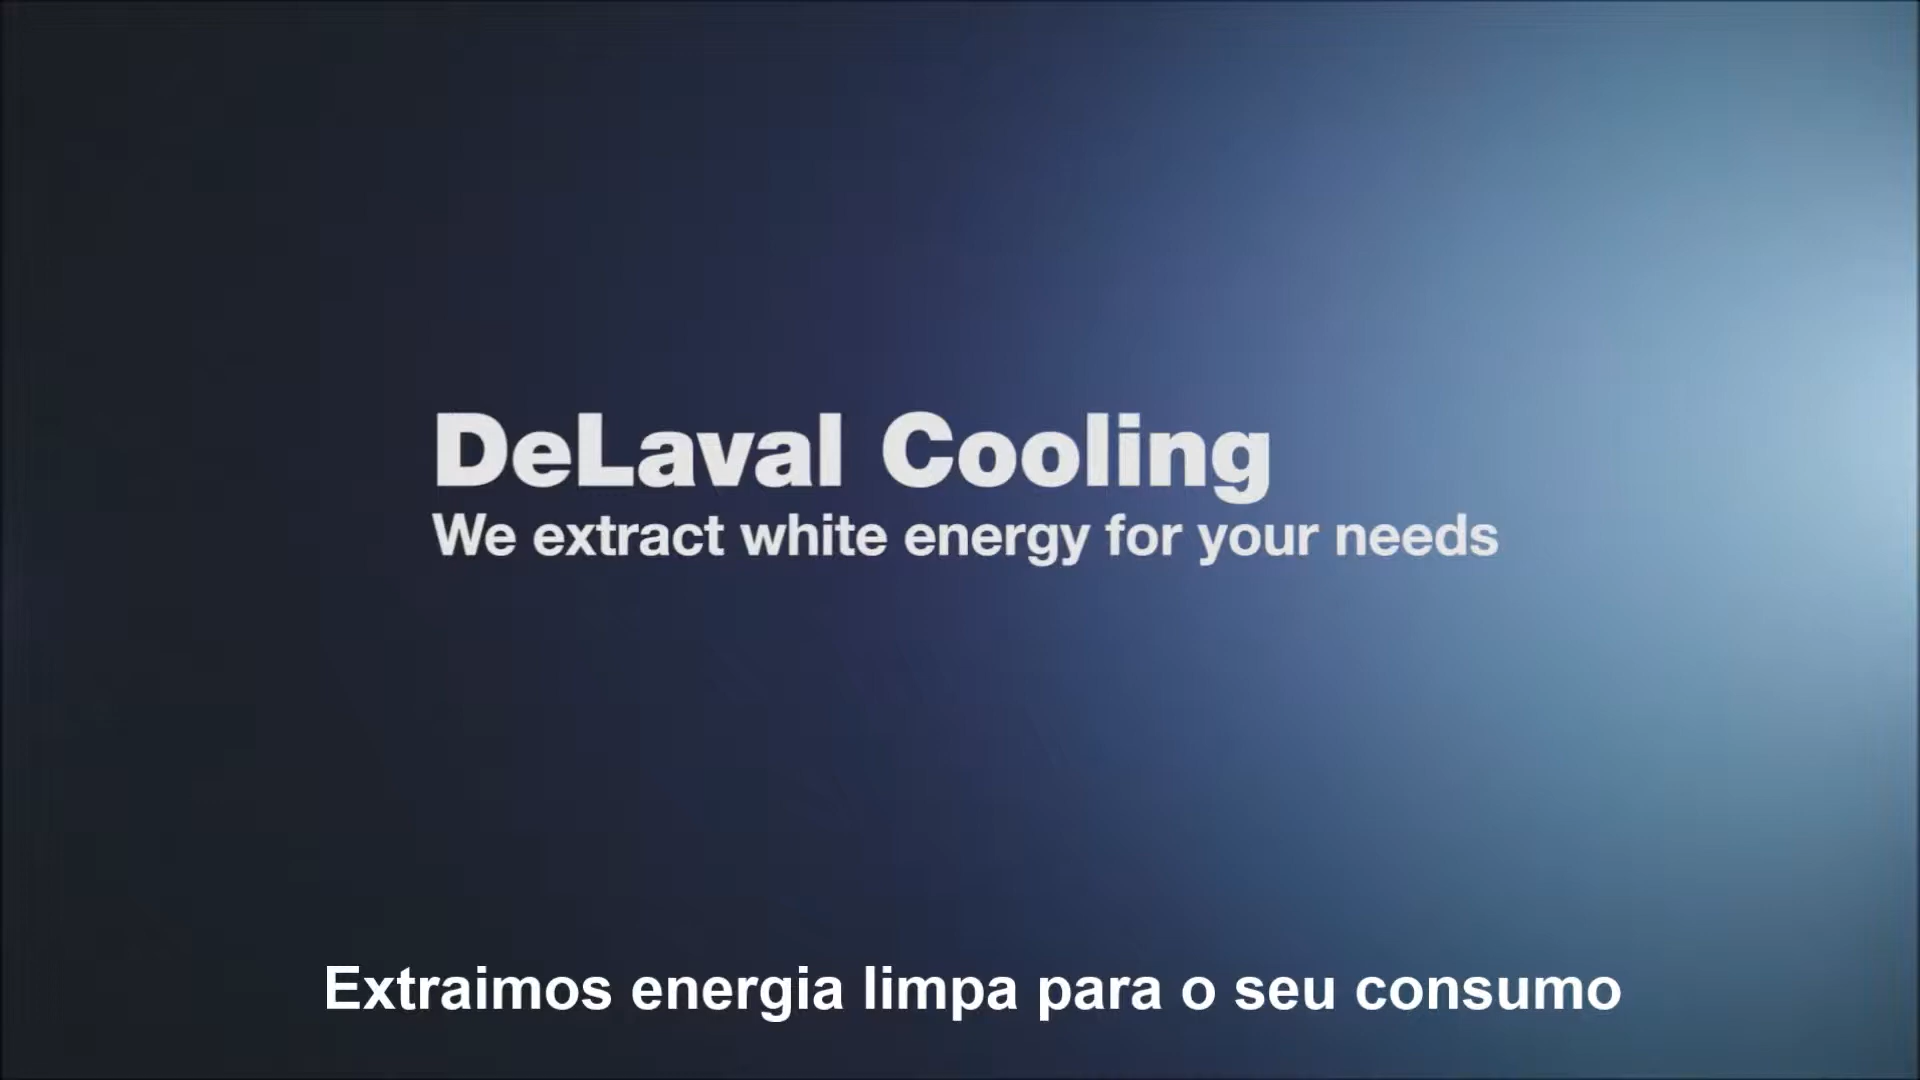 DeLaval Cooling
We extract white energy for your needs
Extraimos energia limpa para o seu consumo